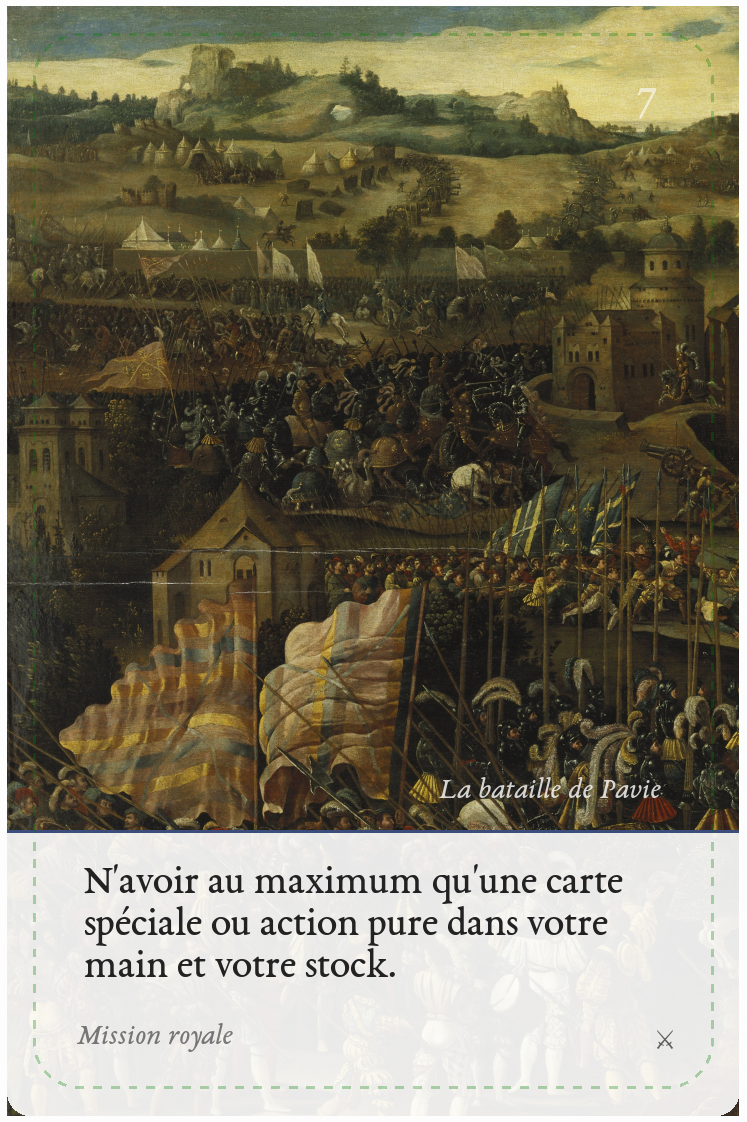 7
La bataille de Pavie
N'avoir au maximum qu'une carte
spéciale ou action pure dans votre
main et votre stock.
Mission royale